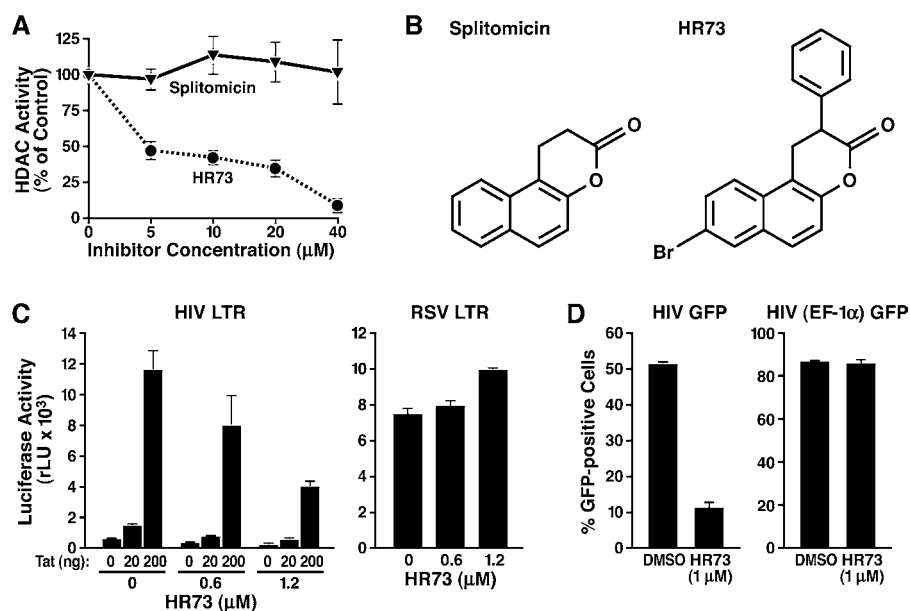 A
HDAC Activity
(% of Control)
125
100
75
50
25
0
Splitomicin
HR73
0 5 10 20 40
Inhibitor Concentration (μM)
B
Splitomicin
HR73
O
O
O
O
Br
C
HIV LTR
Luciferase Activity
(rLU x 10³)
14
12
10
8
6
4
2
0
Tat (ng): 0 20 200 0 20 200 0 20 200
0 0.6 1.2
HR73 (μM)
RSV LTR
12
10
8
6
4
2
0
0 0.6 1.2
HR73 (μM)
D
HIV GFP
% GFP-positive Cells
60
50
40
30
20
10
0
DMSO HR73
(1 μM)
HIV (EF-1α) GFP
100
80
60
40
20
0
DMSO HR73
(1 μM)